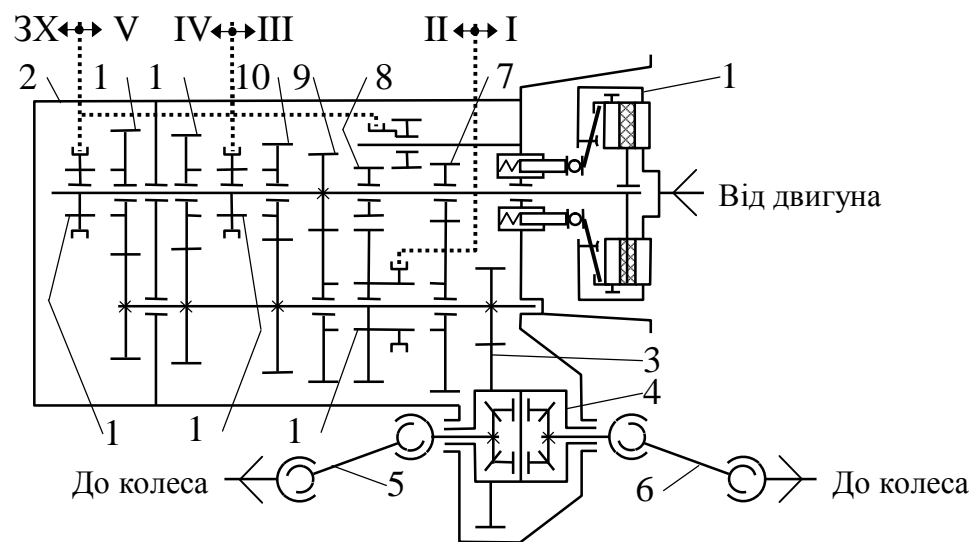 ЗХ V IV III II I
2 1 1 10 9 8 7 1
Від двигуна
3
4
1 1 1
До колеса 5 6 До колеса